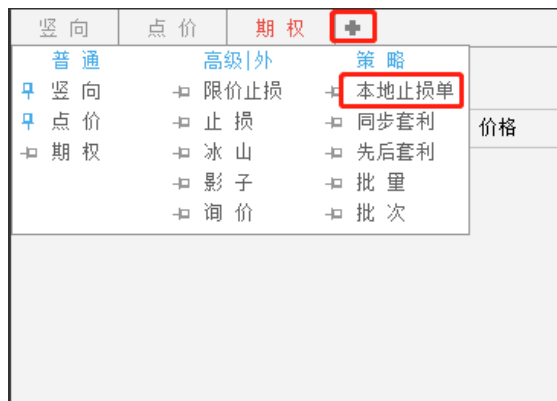 竖 向 点 价 期 权
普 通 高级|外 策 略
竖 向 限价止损 本地止损单
点 价 止 损 同步套利 价格
期 权 冰 山 先后套利
影 子 批 量
询 价 批 次